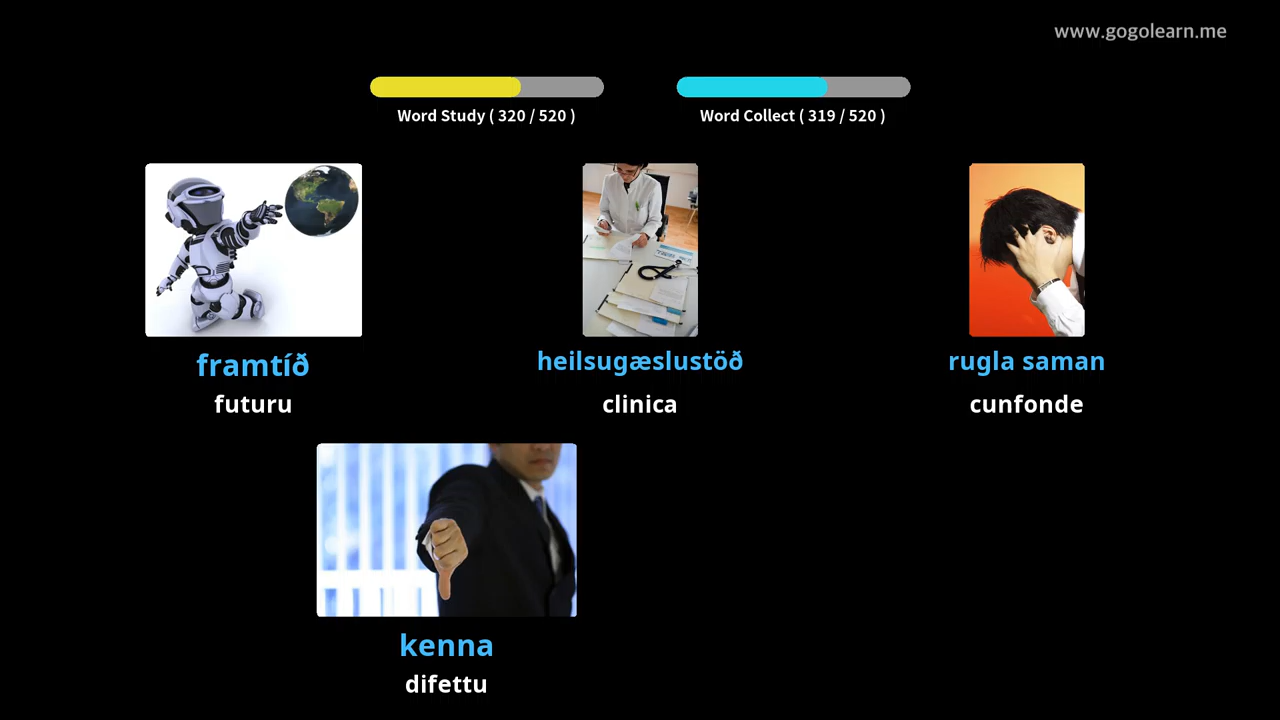 www.gogolearn.me
Word Study ( 320 / 520 )
Word Collect ( 319 / 520 )
framtíð
futuru
heilsugæslustöð
clinica
rugla saman
cunfonde
kenna
difettu